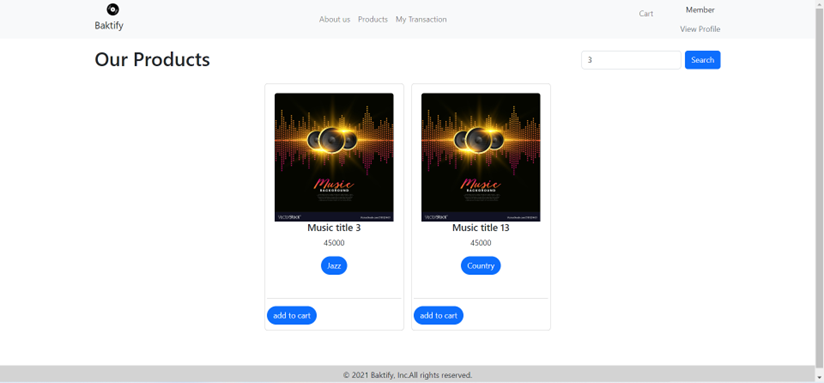 Baktify
About us Products My Transaction
Cart
Member
View Profile
Our Products
3
Search
Music
BACKGROUND
VectorStock
Music title 3
45000
Jazz
add to cart
Music
BACKGROUND
VectorStock
Music title 13
45000
Country
add to cart
© 2021 Baktify, Inc.All rights reserved.